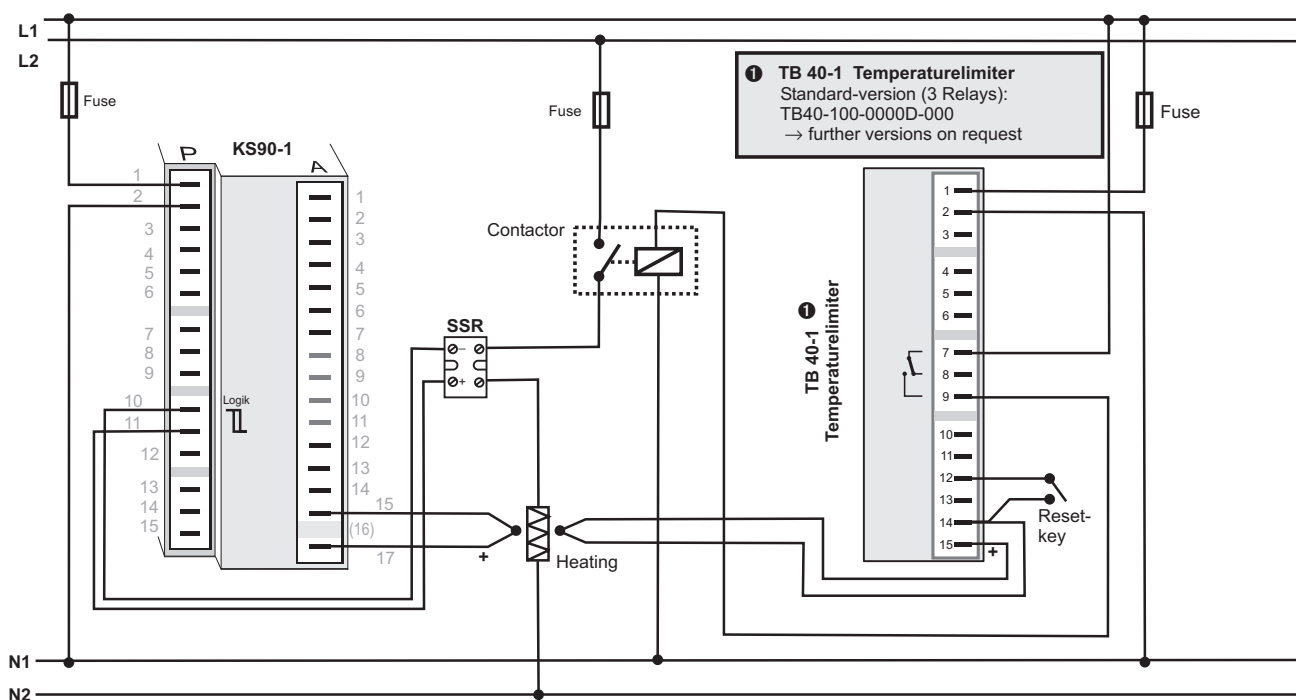 L1
L2
Fuse
Fuse
Fuse
❶ TB 40-1 Temperaturelimiter
Standard-version (3 Relays):
TB40-100-0000D-000
→ further versions on request
KS90-1
P
A
1
2
3
4
5
6
7
8
9
10
11
12
13
14
15
Logik
1
2
3
4
5
6
7
8
9
10
11
12
13
14
15
(16)
17
+
Contactor
SSR
–
+
Heating
TB 40-1 ❶
Temperaturelimiter
1
2
3
4
5
6
7
8
9
10
11
12
13
14
15
+
Reset-
key
N1
N2